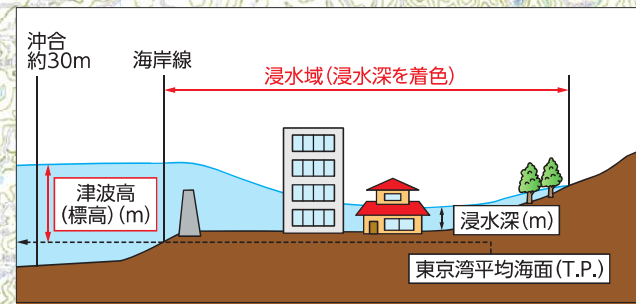 沖合
約30m
海岸線
浸水域(浸水深を着色)
津波高
(標高)(m)
浸水深(m)
東京湾平均海面(T.P.)